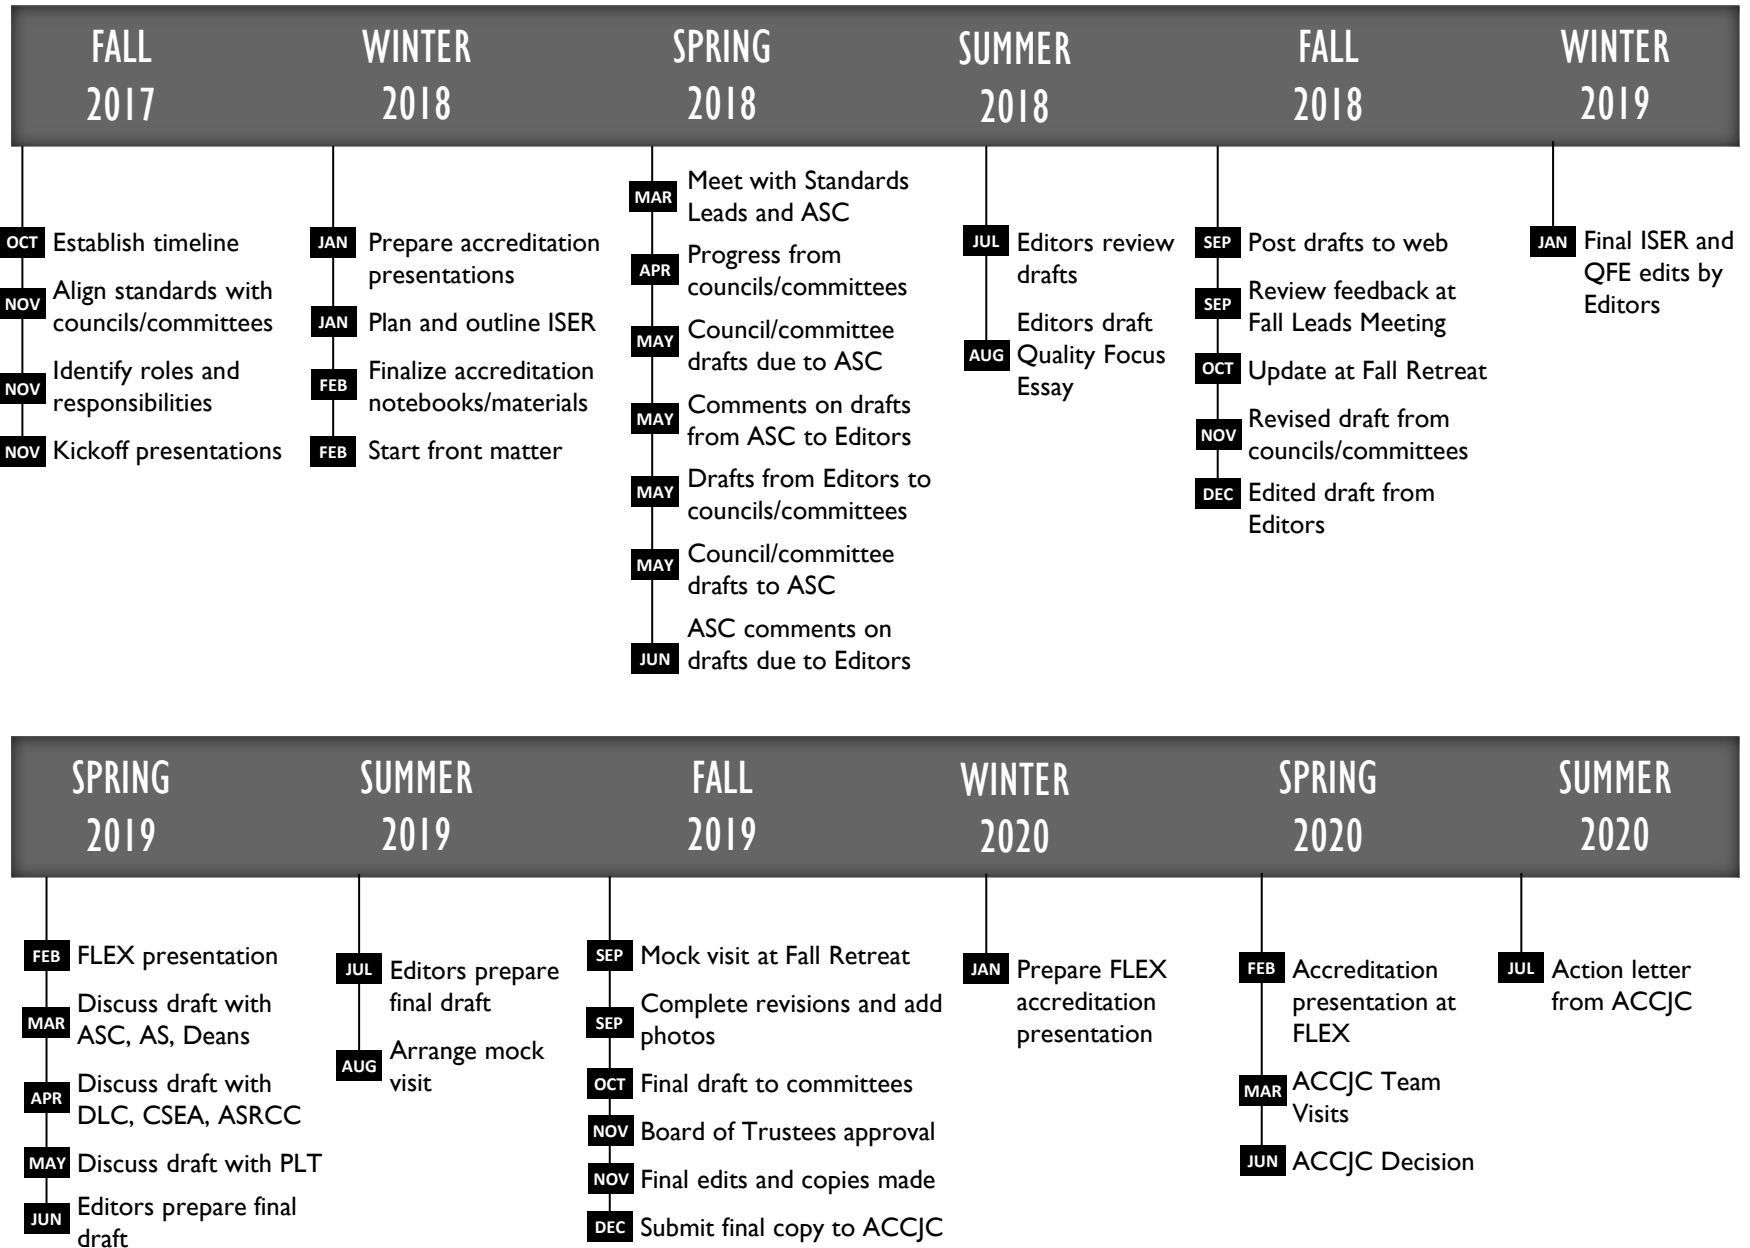 FALL
2017
WINTER
2018
SPRING
2018
SUMMER
2018
FALL
2018
WINTER
2019
OCT Establish timeline
NOV Align standards with
councils/committees
NOV Identify roles and
responsibilities
NOV Kickoff presentations
JAN Prepare accreditation
presentations
JAN Plan and outline ISER
FEB Finalize accreditation
notebooks/materials
FEB Start front matter
MAR Meet with Standards
Leads and ASC
APR Progress from
councils/committees
MAY Council/committee
drafts due to ASC
MAY Comments on drafts
from ASC to Editors
MAY Drafts from Editors to
councils/committees
MAY Council/committee
drafts to ASC
JUN ASC comments on
drafts due to Editors
JUL Editors review
drafts
AUG Editors draft
Quality Focus
Essay
SEP Post drafts to web
SEP Review feedback at
Fall Leads Meeting
OCT Update at Fall Retreat
NOV Revised draft from
councils/committees
DEC Edited draft from
Editors
JAN Final ISER and
QFE edits by
Editors
SPRING
2019
SUMMER
2019
FALL
2019
WINTER
2020
SPRING
2020
SUMMER
2020
FEB FLEX presentation
MAR Discuss draft with
ASC, AS, Deans
APR Discuss draft with
DLC, CSEA, ASRCC
MAY Discuss draft with PLT
JUN Editors prepare final
draft
JUL Editors prepare
final draft
AUG Arrange mock
visit
SEP Mock visit at Fall Retreat
SEP Complete revisions and add
photos
OCT Final draft to committees
NOV Board of Trustees approval
NOV Final edits and copies made
DEC Submit final copy to ACCJC
JAN Prepare FLEX
accreditation
presentation
FEB Accreditation
presentation at
FLEX
MAR ACCJC Team
Visits
JUN ACCJC Decision
JUL Action letter
from ACCJC